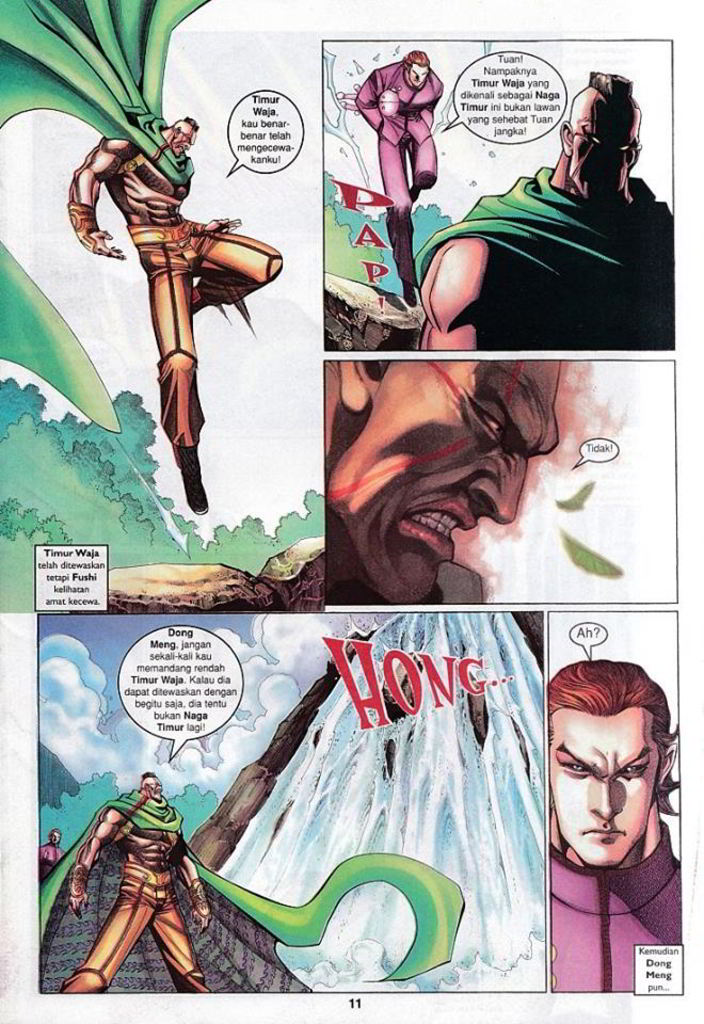 Timur
Waja,
kau benar-
benar telah
mengecewa-
kanku!
Timur Waja
telah ditewaskan
tetapi Fushi
kelihatan
amat kecewa.
Tuan!
Nampaknya
Timur Waja yang
dikenali sebagai Naga
Timur ini bukan lawan
yang sehebat Tuan
jangka!
PAP!
Tidak!
Dong
Meng, jangan
sekali-kali kau
memandang rendah
Timur Waja. Kalau dia
dapat ditewaskan dengan
begitu saja, dia tentu
bukan Naga
Timur lagi!
HONG...
Ah?
Kemudian
Dong
Meng
pun...
11